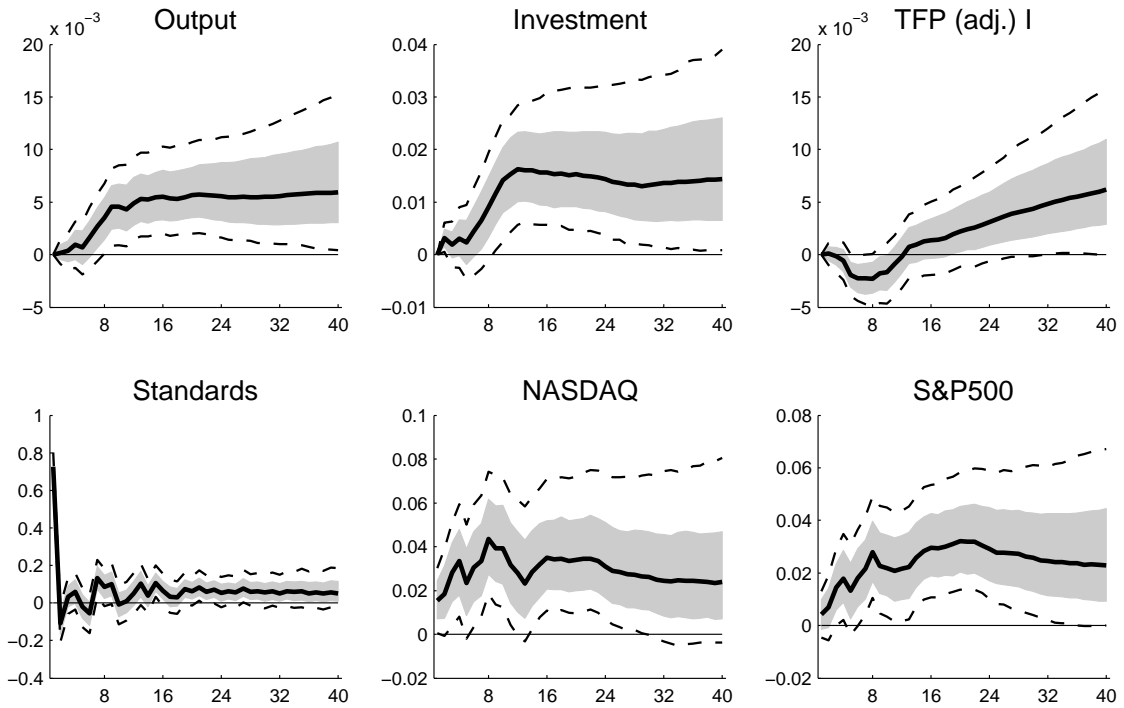 Output
x 10−3
20
15
10
5
0
−5
8 16 24 32 40
Investment
0.04
0.03
0.02
0.01
0
−0.01
8 16 24 32 40
TFP (adj.) I
x 10−3
20
15
10
5
0
−5
8 16 24 32 40
Standards
1
0.8
0.6
0.4
0.2
0
−0.2
−0.4
8 16 24 32 40
NASDAQ
0.1
0.08
0.06
0.04
0.02
0
−0.02
8 16 24 32 40
S&P500
0.08
0.06
0.04
0.02
0
−0.02
8 16 24 32 40